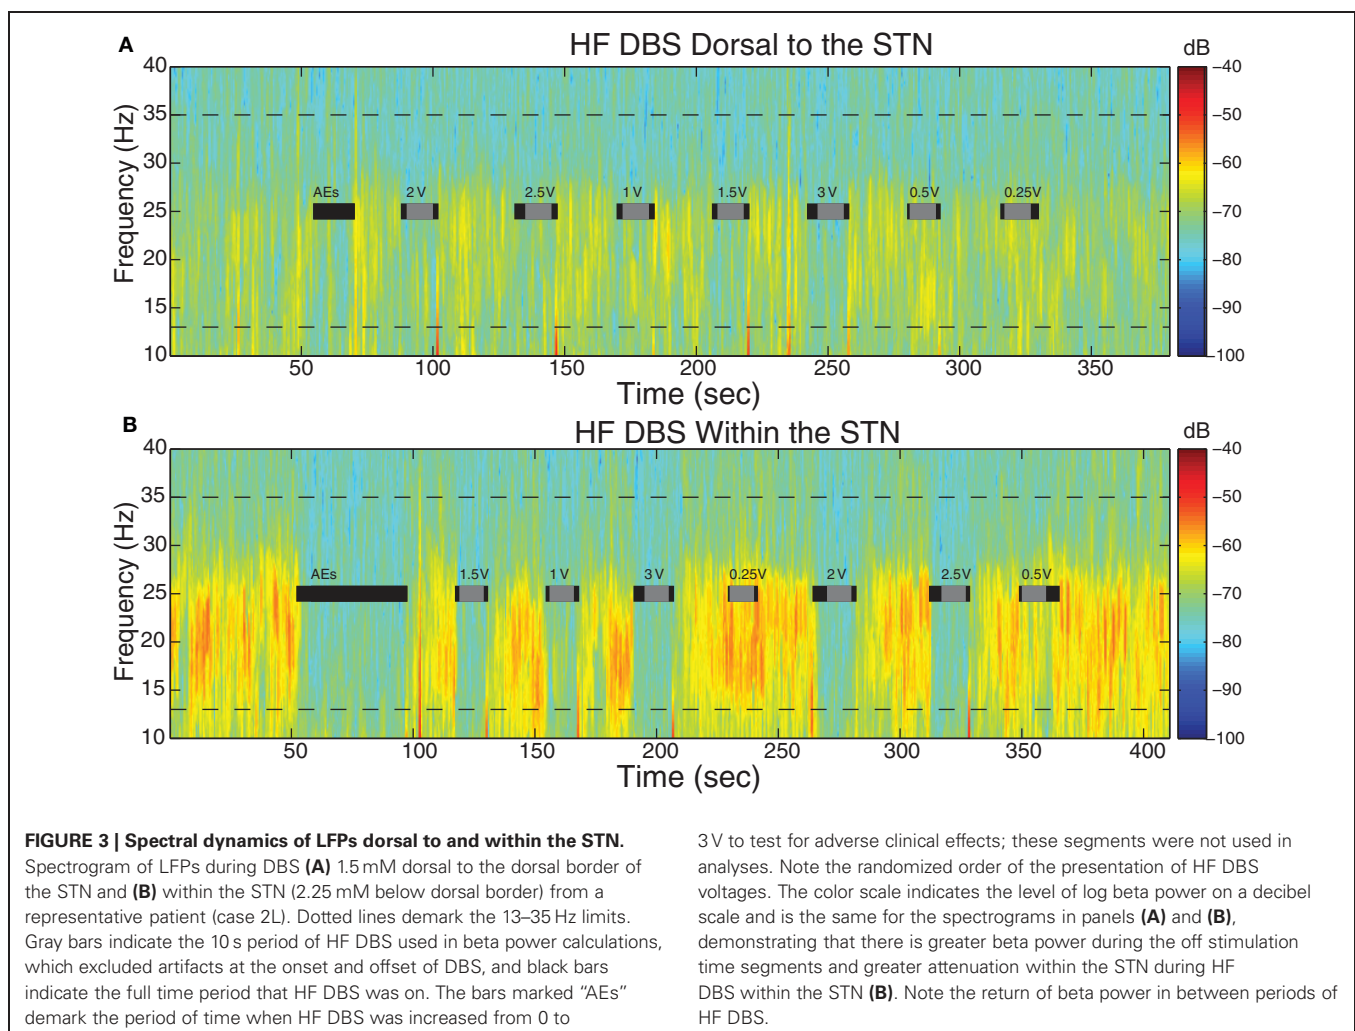 A
HF DBS Dorsal to the STN
dB
Frequency (Hz)
40
35
30
25
20
15
10
AEs
2 V
2.5 V
1 V
1.5 V
3 V
0.5 V
0.25 V
50
100
150
200
250
300
350
Time (sec)
–40
–50
–60
–70
–80
–90
–100
B
HF DBS Within the STN
dB
Frequency (Hz)
40
35
30
25
20
15
10
AEs
1.5 V
1 V
3 V
0.25V
2 V
2.5 V
0.5 V
50
100
150
200
250
300
350
400
Time (sec)
–40
–50
–60
–70
–80
–90
–100
FIGURE 3 | Spectral dynamics of LFPs dorsal to and within the STN.
Spectrogram of LFPs during DBS (A) 1.5 mM dorsal to the dorsal border of
the STN and (B) within the STN (2.25 mM below dorsal border) from a
representative patient (case 2L). Dotted lines demark the 13–35 Hz limits.
Gray bars indicate the 10 s period of HF DBS used in beta power calculations,
which excluded artifacts at the onset and offset of DBS, and black bars
indicate the full time period that HF DBS was on. The bars marked “AEs”
demark the period of time when HF DBS was increased from 0 to
3 V to test for adverse clinical effects; these segments were not used in
analyses. Note the randomized order of the presentation of HF DBS
voltages. The color scale indicates the level of log beta power on a decibel
scale and is the same for the spectrograms in panels (A) and (B),
demonstrating that there is greater beta power during the off stimulation
time segments and greater attenuation within the STN during HF
DBS within the STN (B). Note the return of beta power in between periods of
HF DBS.